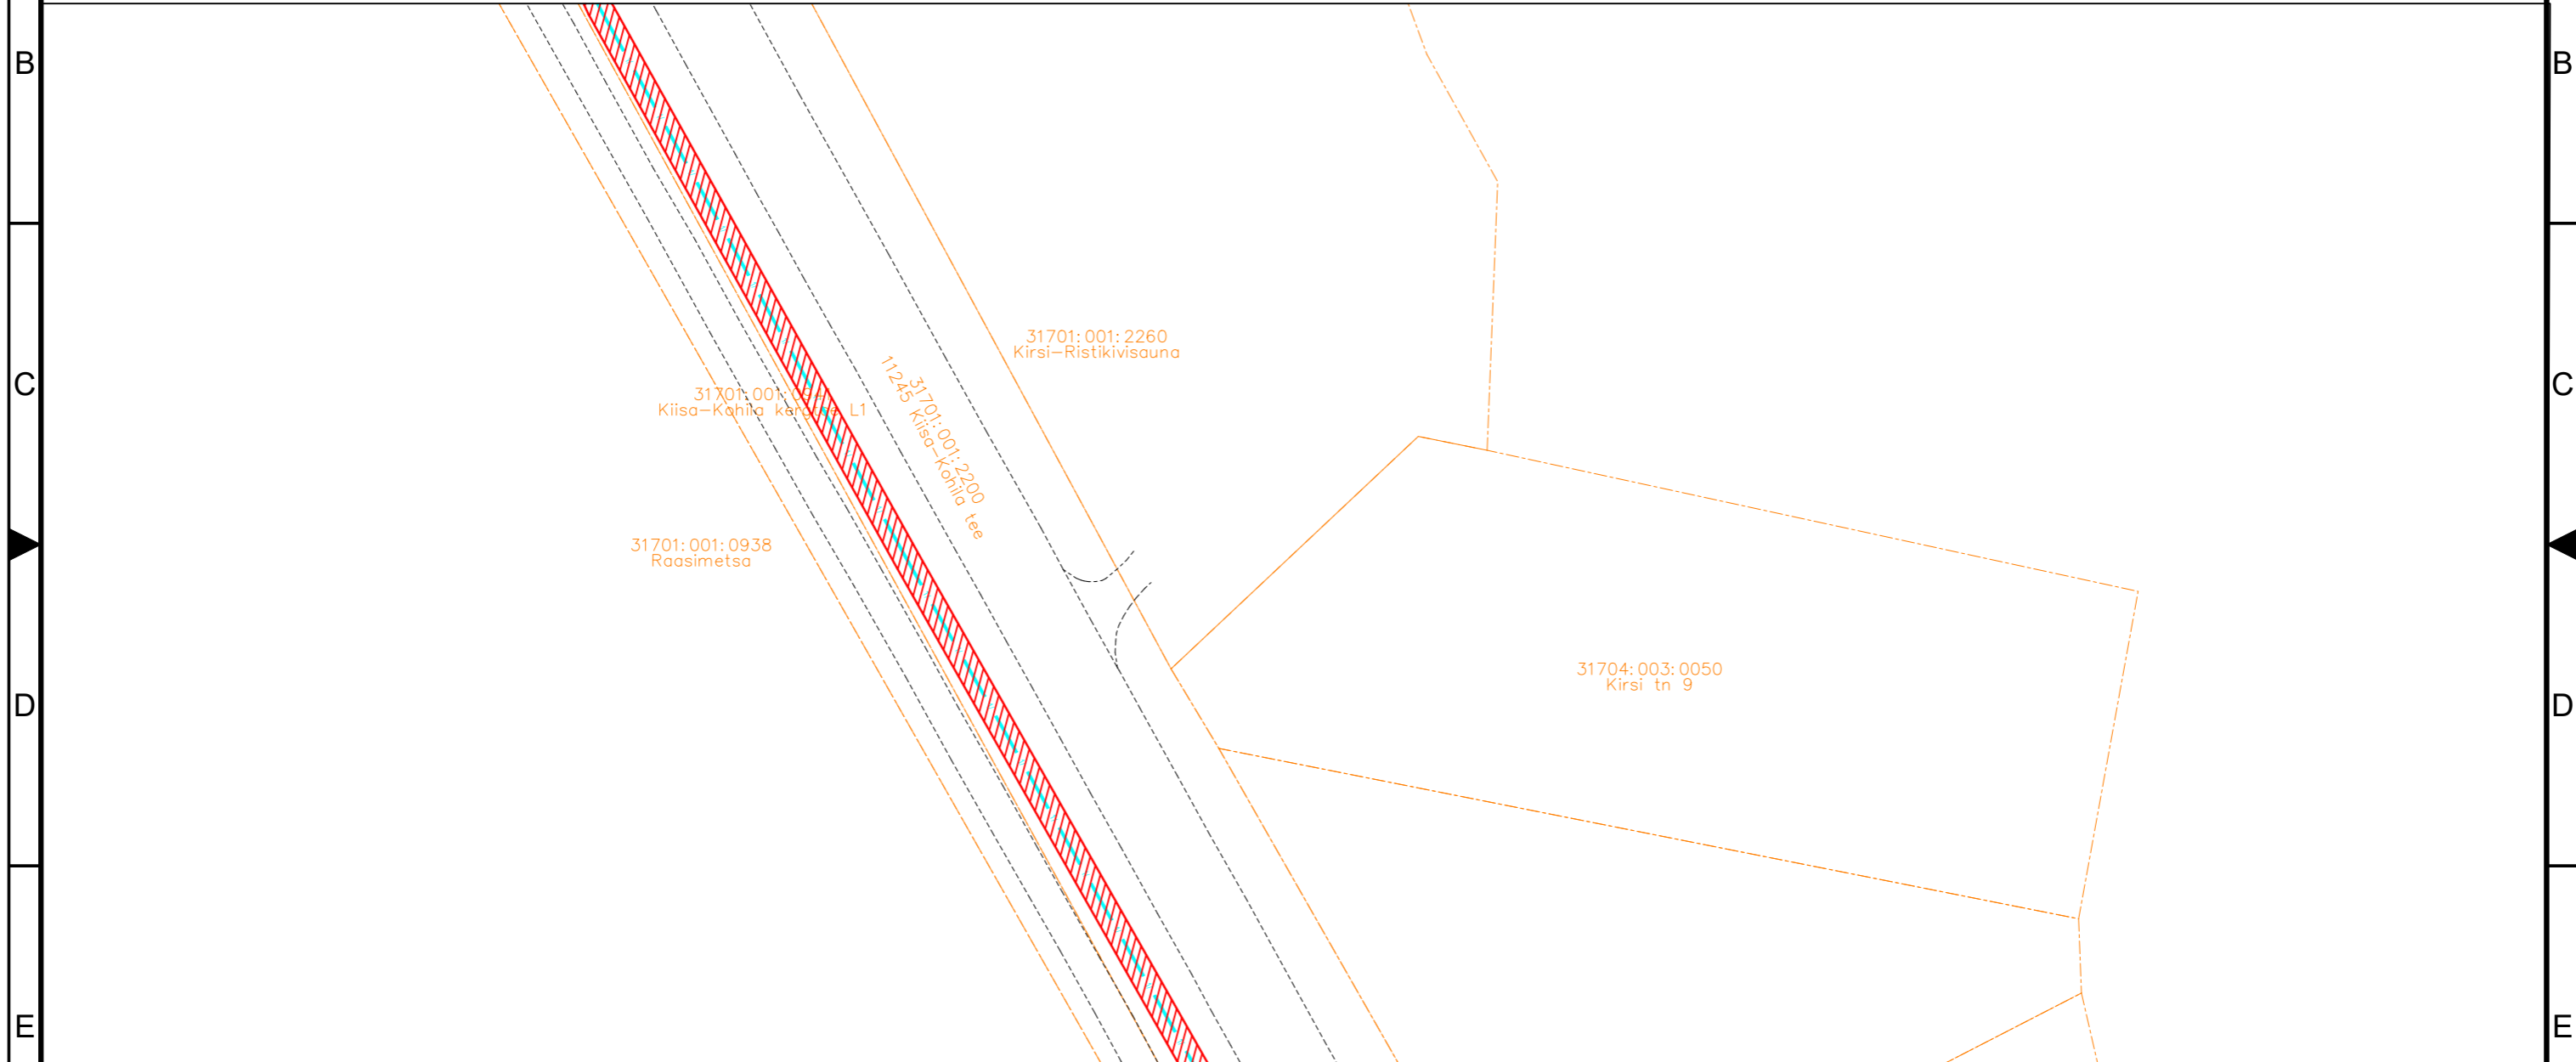 B
B
31701:001:2260
Kirsi-Ristikivisauna
C
C
31701:001:2200
11245 Kiisa-Kohila tee
Kiisa-Kohila L1
31701:001:0938
Raasimetsa
31704:003:0050
Kirsi tn 9
D
D
E
E